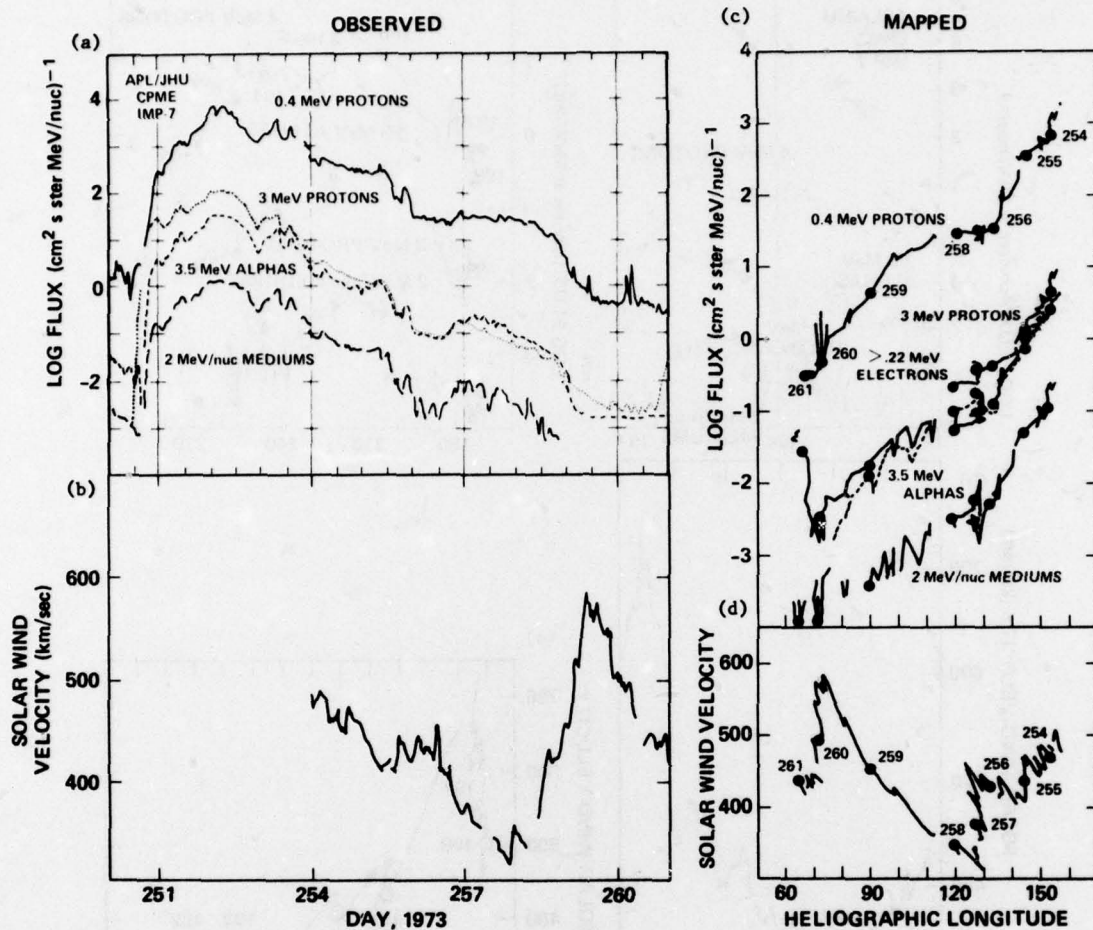 OBSERVED
(a)
APL/JHU
CPME
IMP-7
0.4 MeV PROTONS
3 MeV PROTONS
3.5 MeV ALPHAS
2 MeV/nuc MEDIUMS
LOG FLUX (cm² s ster MeV/nuc)⁻¹
4
2
0
-2
(b)
SOLAR WIND
VELOCITY (km/sec)
600
500
400
251
254
257
260
DAY, 1973
MAPPED
(c)
LOG FLUX (cm² s ster MeV/nuc)⁻¹
4
3
2
1
0
-1
-2
-3
254
255
0.4 MeV PROTONS
256
258
259
3 MeV PROTONS
260
> .22 MeV
ELECTRONS
261
3.5 MeV
ALPHAS
2 MeV/nuc MEDIUMS
(d)
SOLAR WIND VELOCITY
600
500
400
254
256
259
260
261
255
258
257
60
90
120
150
HELIOGRAPHIC LONGITUDE